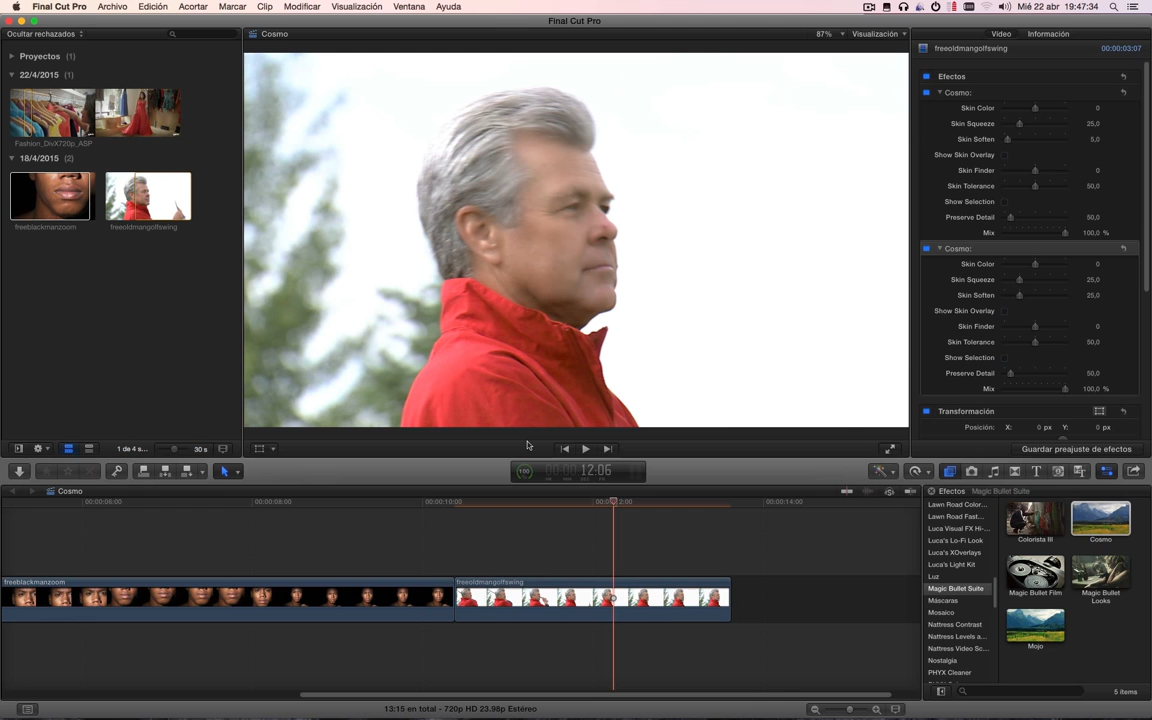 Final Cut Pro Archivo Edición Acortar Marcar Clip Modificar Visualización Ventana Ayuda Mié 22 abr 19:47:34
Final Cut Pro
Ocultar rechazados
Cosmo 87% Visualización
Vídeo Información
freeoldmangolfswing 00:00:03:07
Proyectos (1)
22/4/2015 (1)
Fashion_DivX720p_ASP
18/4/2015 (2)
freeblackmanzoom freeoldmangolfswing
Efectos
Cosmo:
Skin Color 0
Skin Squeeze 25,0
Skin Soften 5,0
Show Skin Overlay
Skin Finder 0
Skin Tolerance 50,0
Show Selection
Preserve Detail 50,0
Mix 100,0 %
Cosmo:
Skin Color 0
Skin Squeeze 25,0
Skin Soften 25,0
Show Skin Overlay
Skin Finder 0
Skin Tolerance 50,0
Show Selection
Preserve Detail 50,0
Mix 100,0 %
Transformación
Posición: X: 0 px Y: 0 px
1 de 4 s... 30 s
Guardar preajuste de efectos
100 12:06
Cosmo
00:00:06:00 00:00:08:00 00:00:10:00 00:00:14:00
freeblackmanzoom freeoldmangolfswing
Efectos Magic Bullet Suite
Lawn Road Color...
Lawn Road Fast...
Luca Visual FX Hi-...
Luca's Lo-Fi Look
Luca's XOverlays
Luca's Light Kit
Luz
Magic Bullet Suite
Máscaras
Mosaico
Nattress Contrast
Nattress Levels a...
Nattress Video Sc...
Nostalgia
PHYX Cleaner
Colorista III Cosmo
Magic Bullet Film Magic Bullet
Looks
Mojo
5 items
13:15 en total - 720p HD 23.98p Estéreo